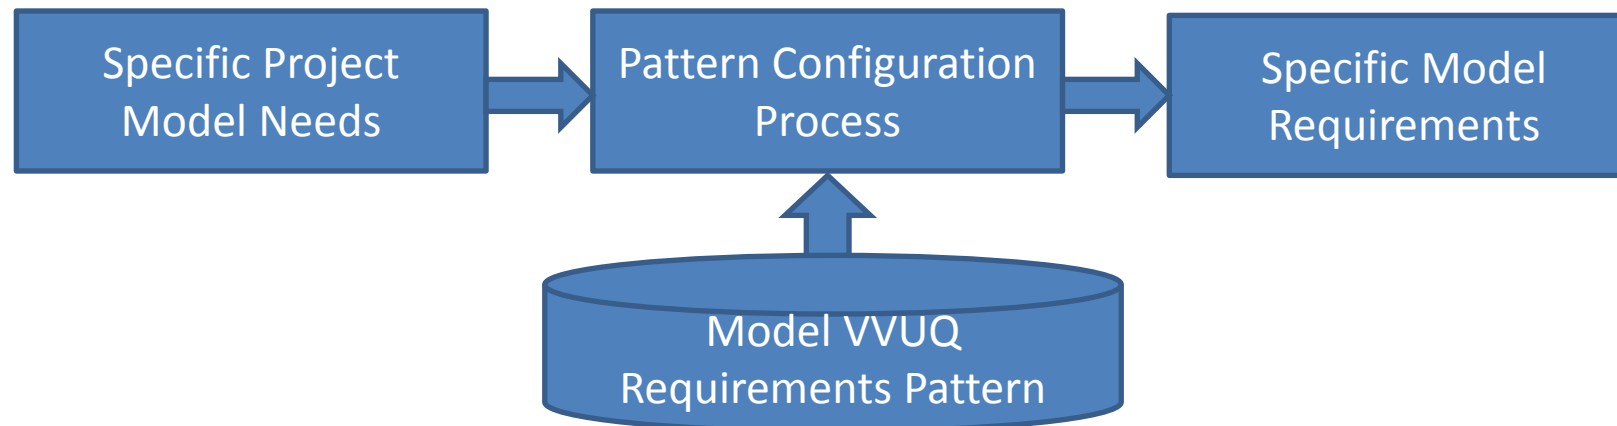 Specific Project
Model Needs
Pattern Configuration
Process
Specific Model
Requirements
Model VVUQ
Requirements Pattern